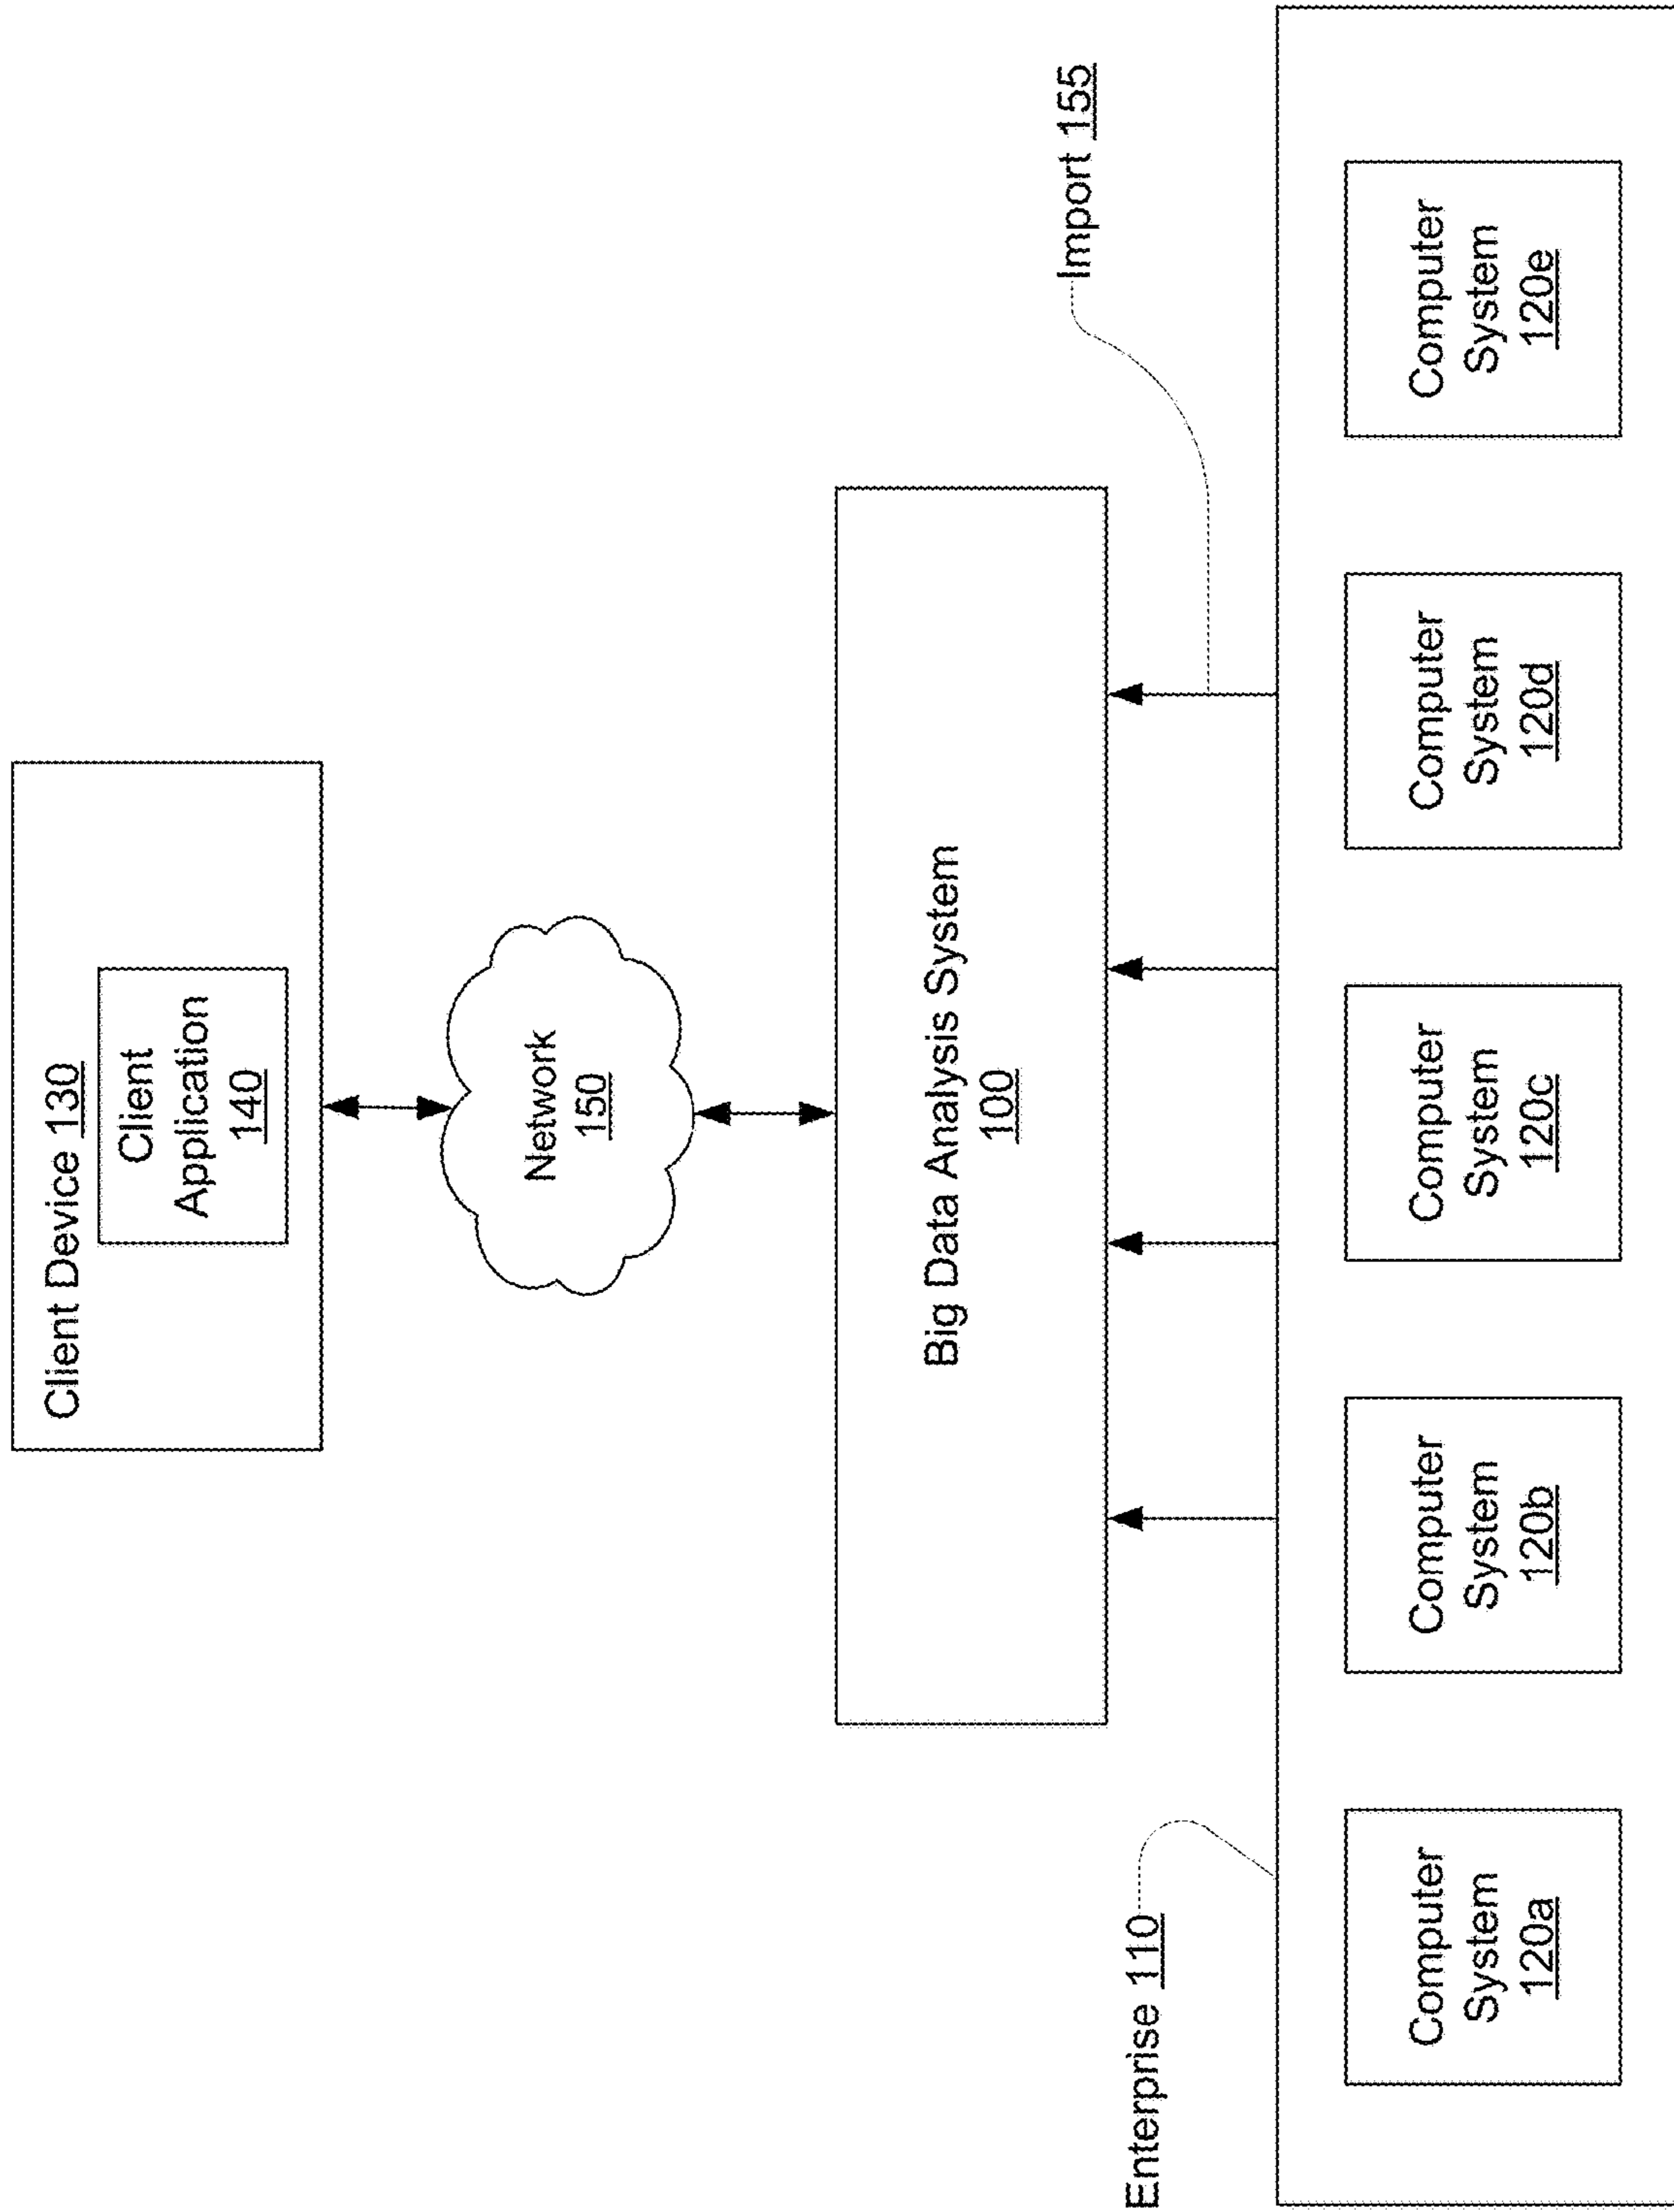 Client Device 130
Client
Application
140
Network
150
Big Data Analysis System
100
Import 155
Enterprise 110
Computer
System
120a
Computer
System
120b
Computer
System
120c
Computer
System
120d
Computer
System
120e